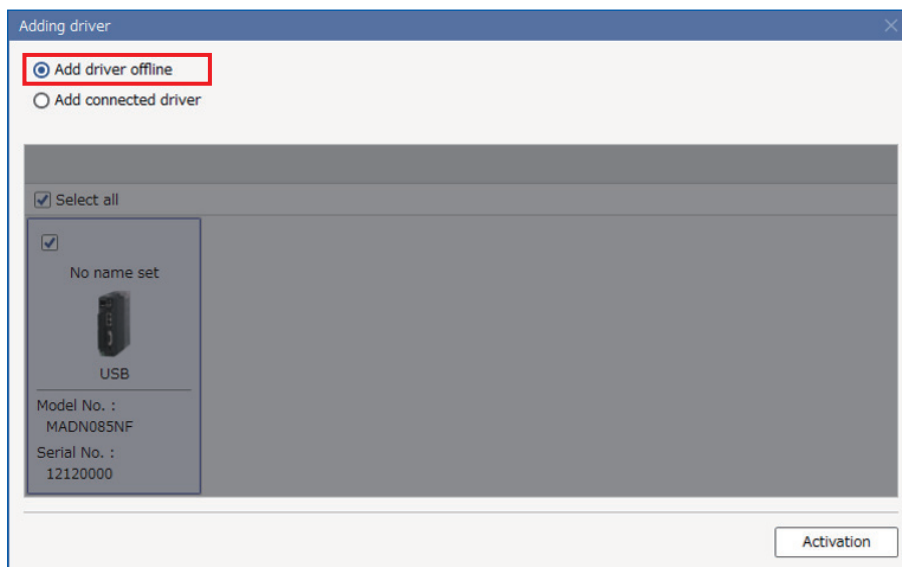 Adding driver
Add driver offline
Add connected driver
Select all
No name set
USB
Model No. :
MADN085NF
Serial No. :
12120000
Activation